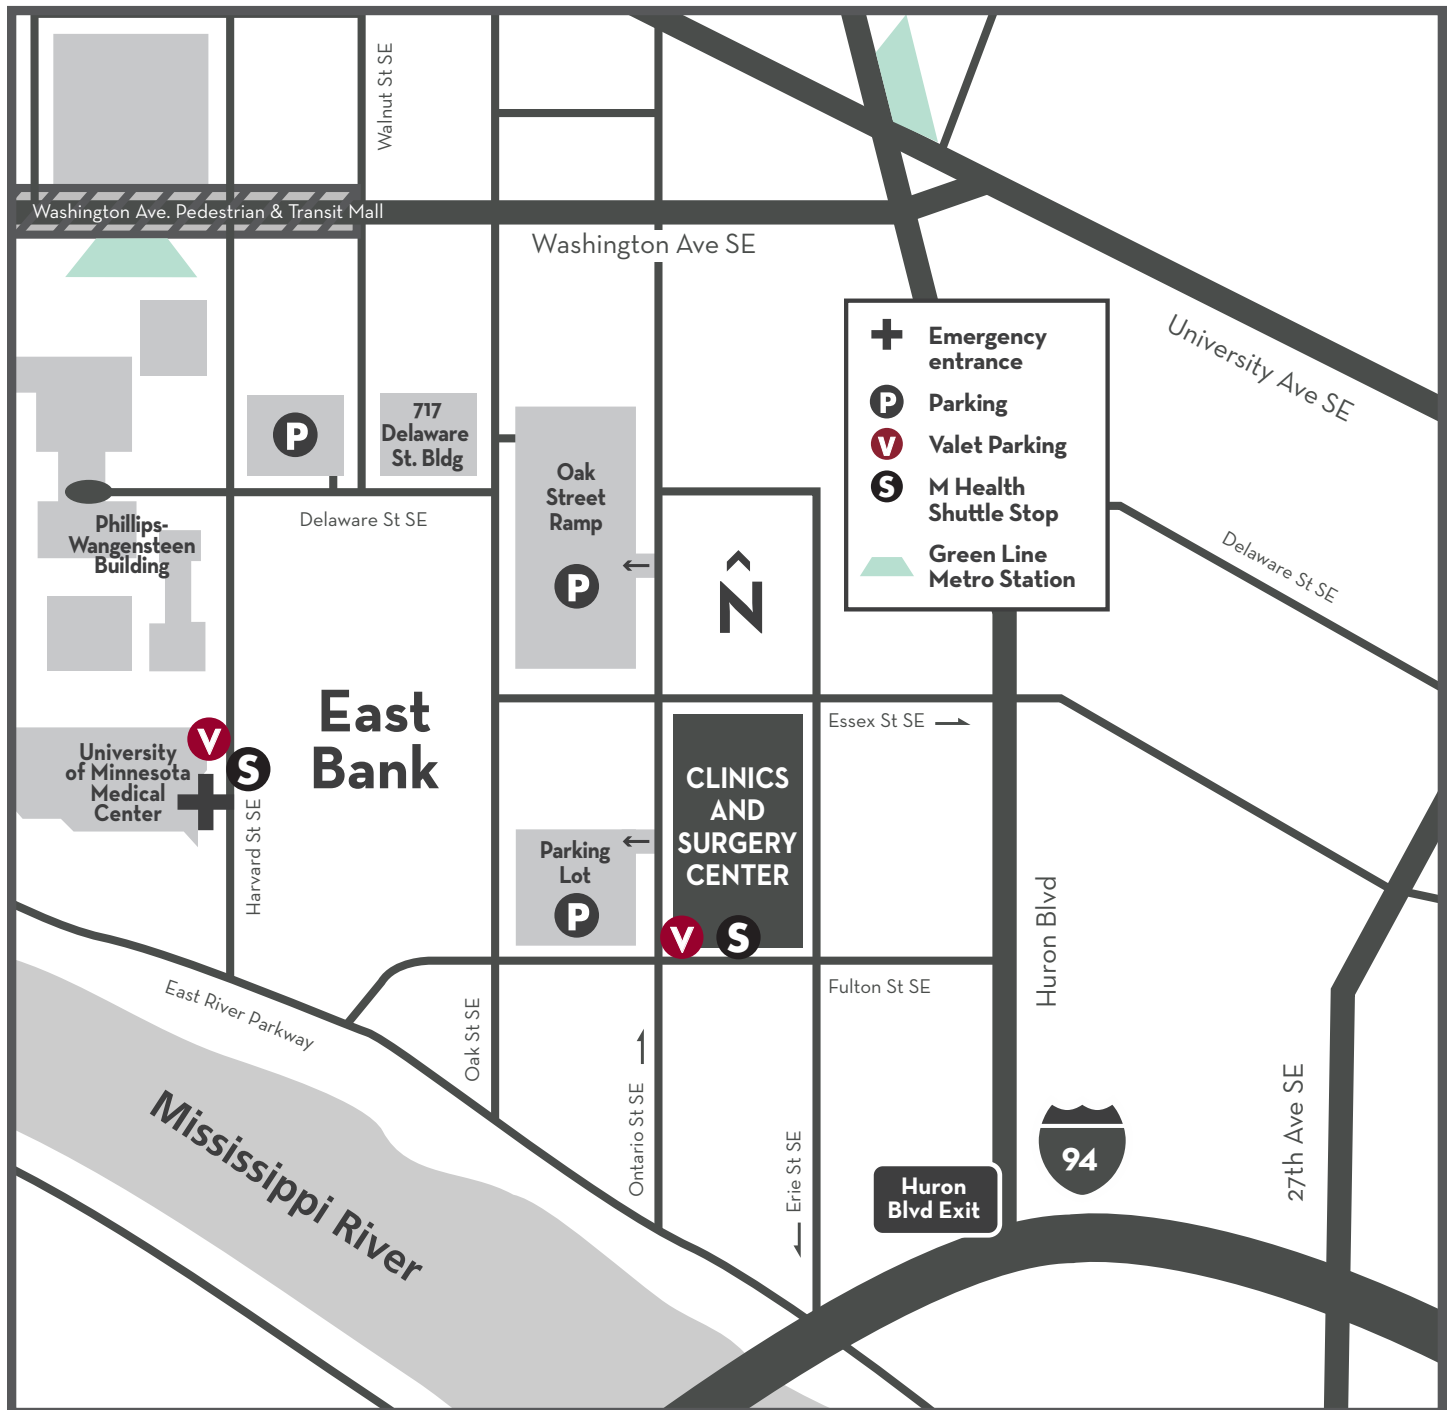 Walnut St SE
Washington Ave. Pedestrian & Transit Mall
Washington Ave SE
University Ave SE
Emergency
entrance
P
Parking
V
Valet Parking
S
M Health
Shuttle Stop
Green Line
Metro Station
P
717
Delaware
St. Bldg
Oak
Street
Ramp
P
Delaware St SE
Delaware St SE
Phillips-
Wangensteen
Building
N
East
Bank
Essex St SE
V
S
University
of Minnesota
Medical
Center
Harvard St SE
CLINICS
AND
SURGERY
CENTER
V
S
Parking
Lot
P
Huron Blvd
Fulton St SE
East River Parkway
Oak St SE
Ontario St SE
Erie St SE
27th Ave SE
Mississippi River
94
Huron
Blvd Exit